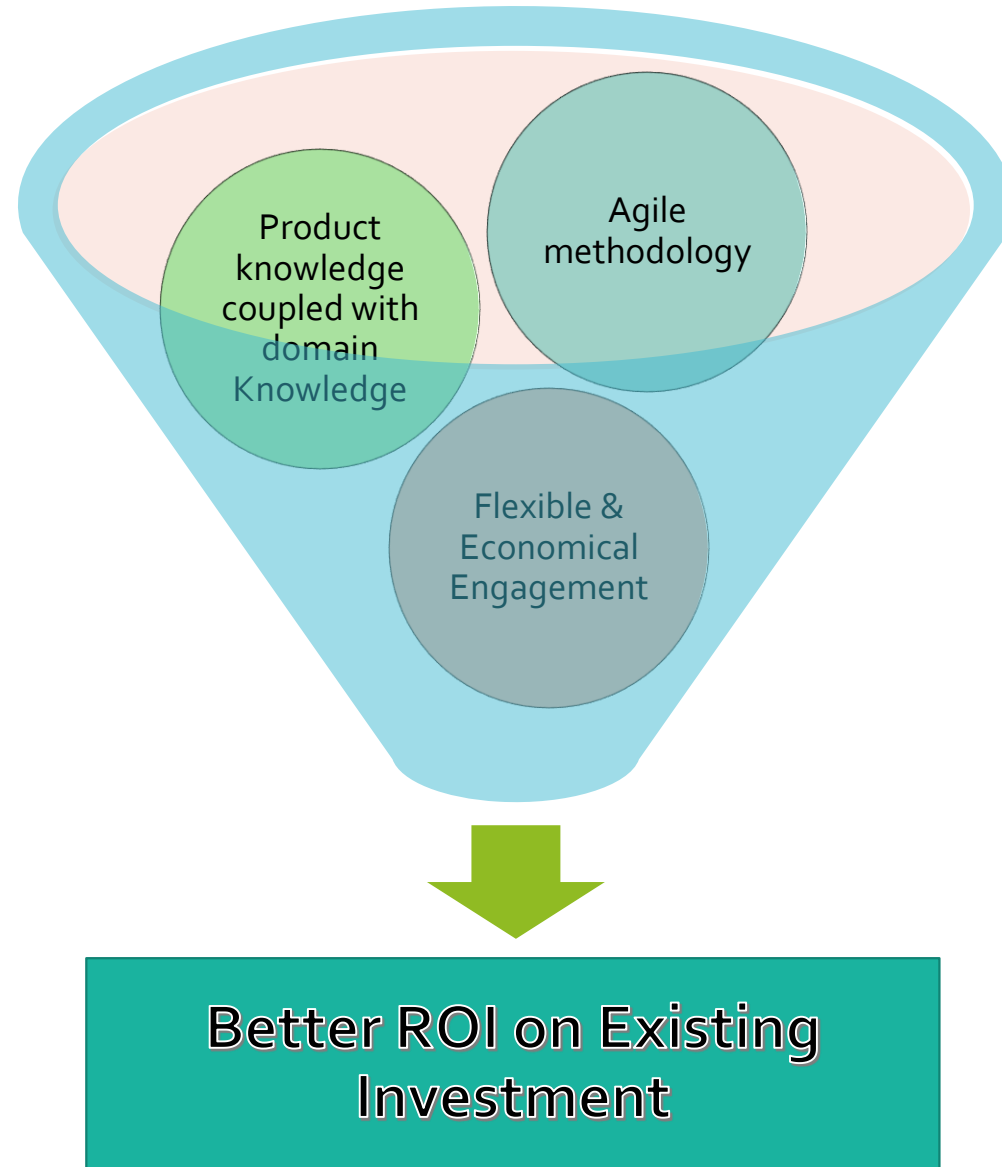 Product
knowledge
coupled with
domain
Knowledge
Agile
methodology
Flexible &
Economical
Engagement
Better ROI on Existing
Investment